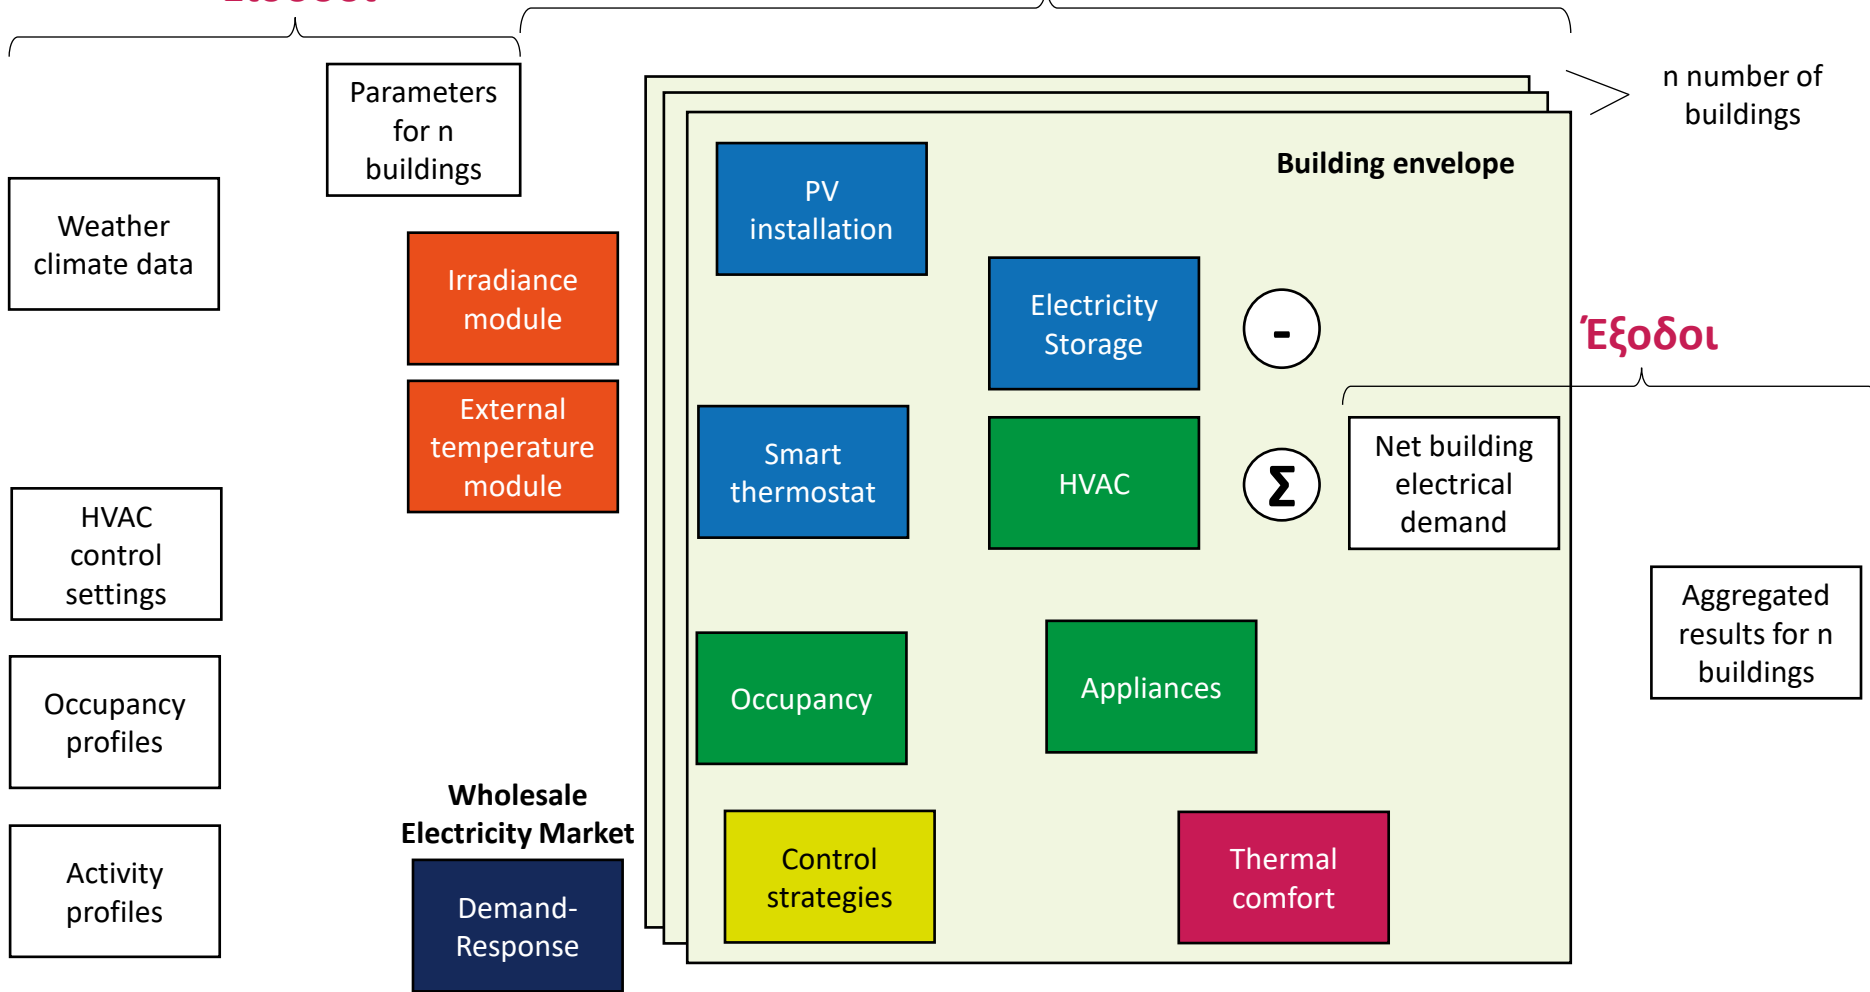 Parameters
for n
buildings
n number of
buildings
Building envelope
PV
installation
Weather
climate data
Irradiance
module
Electricity
Storage
-
Έξοδοι
External
temperature
module
Smart
thermostat
HVAC
Σ
Net building
electrical
demand
HVAC
control
settings
Aggregated
results for n
buildings
Occupancy
profiles
Occupancy
Appliances
Wholesale
Electricity Market
Activity
profiles
Demand-
Response
Control
strategies
Thermal
comfort